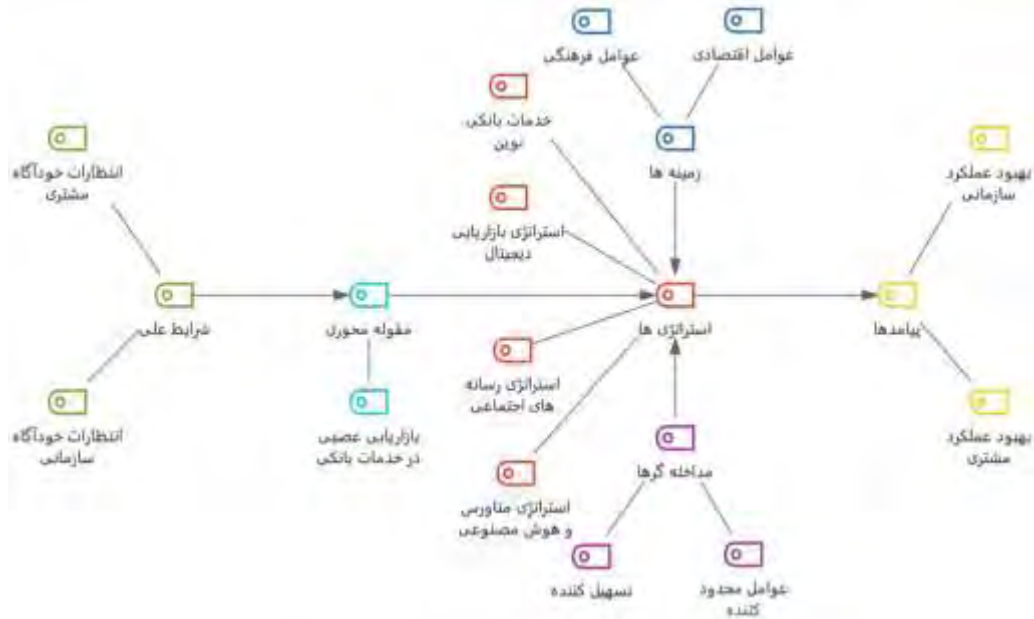 عوامل اقتصادی
عوامل فرهنگی
خدمات بانکی
نوین
زمینه ها
انتظارات خودآگاه
مشتری
بهبود عملکرد
سازمانی
استراتژی بازاریابی
دیجیتال
شرایط علی
مقوله محوری
استراتژی ها
پیامدها
استراتژی رسانه
های اجتماعی
انتظارات خودآگاه
سازمانی
بازاریابی عصبی
در خدمات بانکی
مداخله گرها
بهبود عملکرد
مشتری
استراتژی متاورس
و هوش مصنوعی
تسهیل کننده
عوامل محدود
کننده